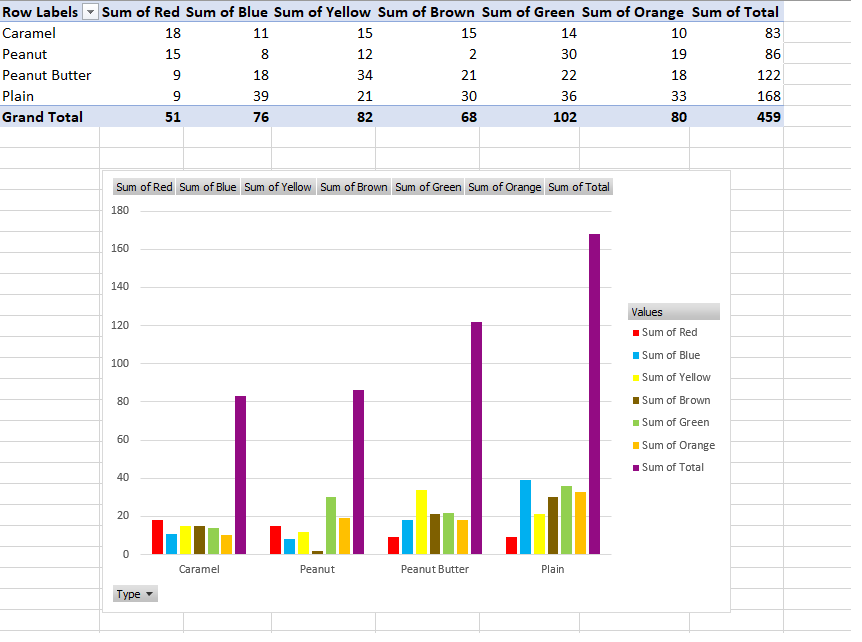 Row Labels Sum of Red Sum of Blue Sum of Yellow Sum of Brown Sum of Green Sum of Orange Sum of Total
Caramel 18 11 15 15 14 10 83
Peanut 15 8 12 2 30 19 86
Peanut Butter 9 18 34 21 22 18 122
Plain 9 39 21 30 36 33 168
Grand Total 51 76 82 68 102 80 459
Sum of Red Sum of Blue Sum of Yellow Sum of Brown Sum of Green Sum of Orange Sum of Total
180
160
140
120
100
80
60
40
20
0
Caramel Peanut Peanut Butter Plain
Values
Sum of Red
Sum of Blue
Sum of Yellow
Sum of Brown
Sum of Green
Sum of Orange
Sum of Total
Type